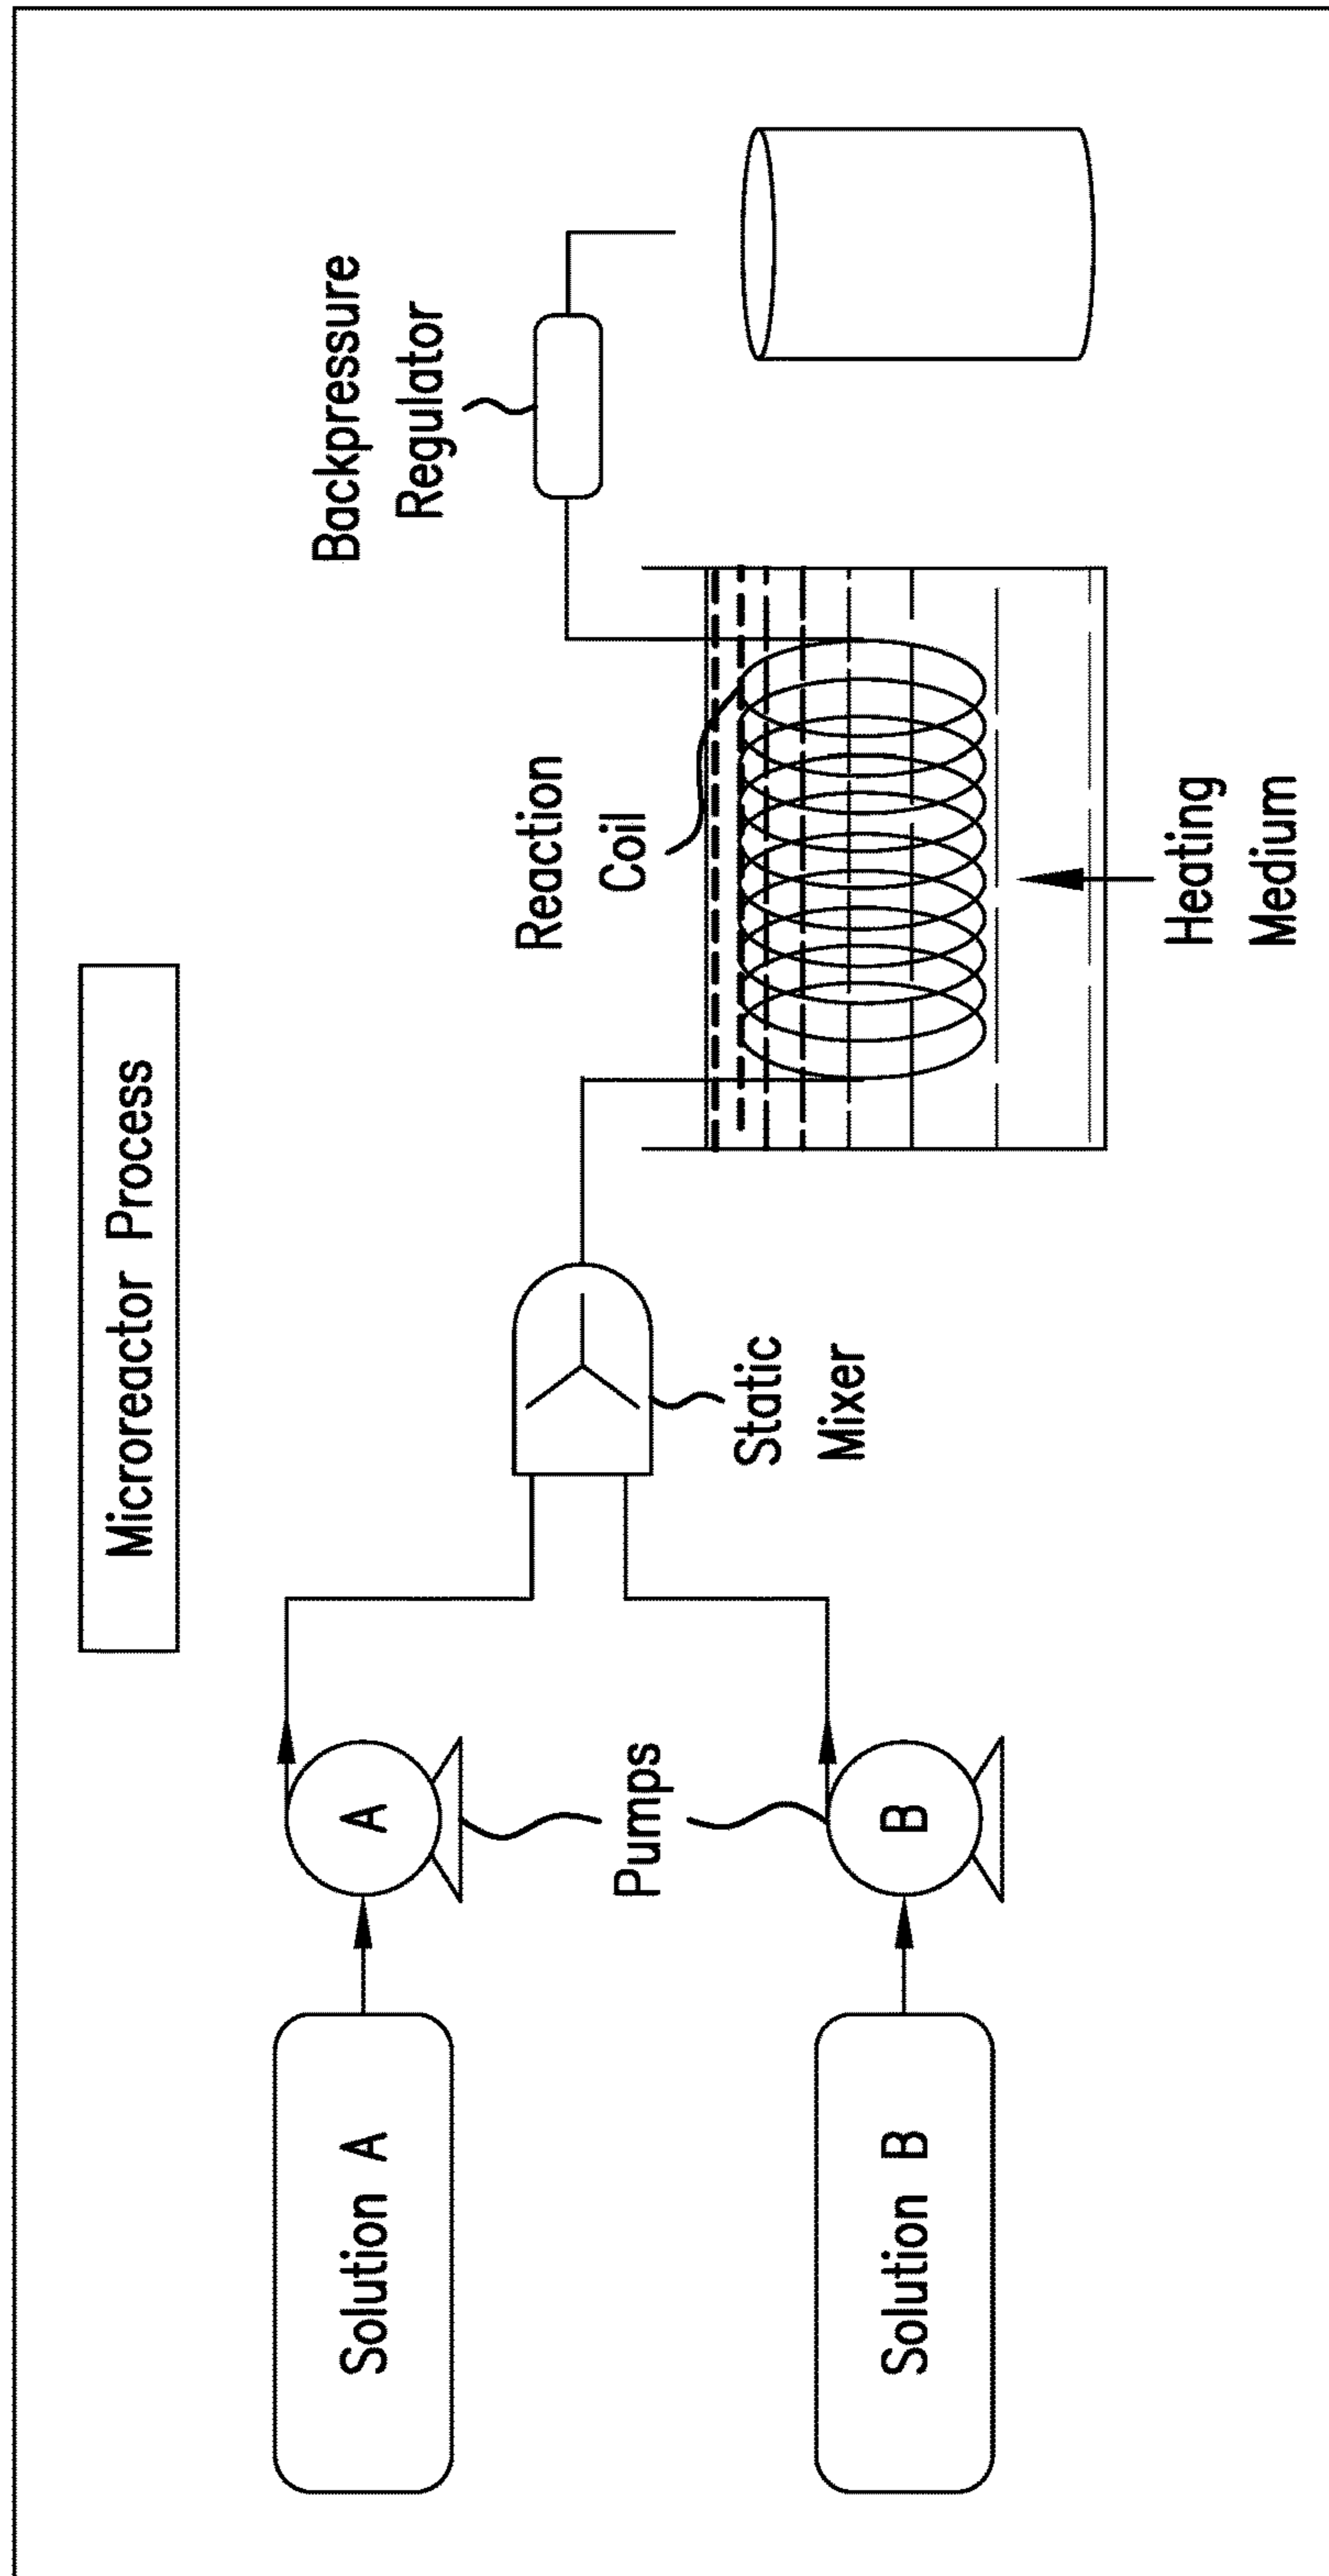 Microreactor Process
Solution A
A
Pumps
Solution B
B
Static
Mixer
Reaction
Coil
Backpressure
Regulator
Heating
Medium